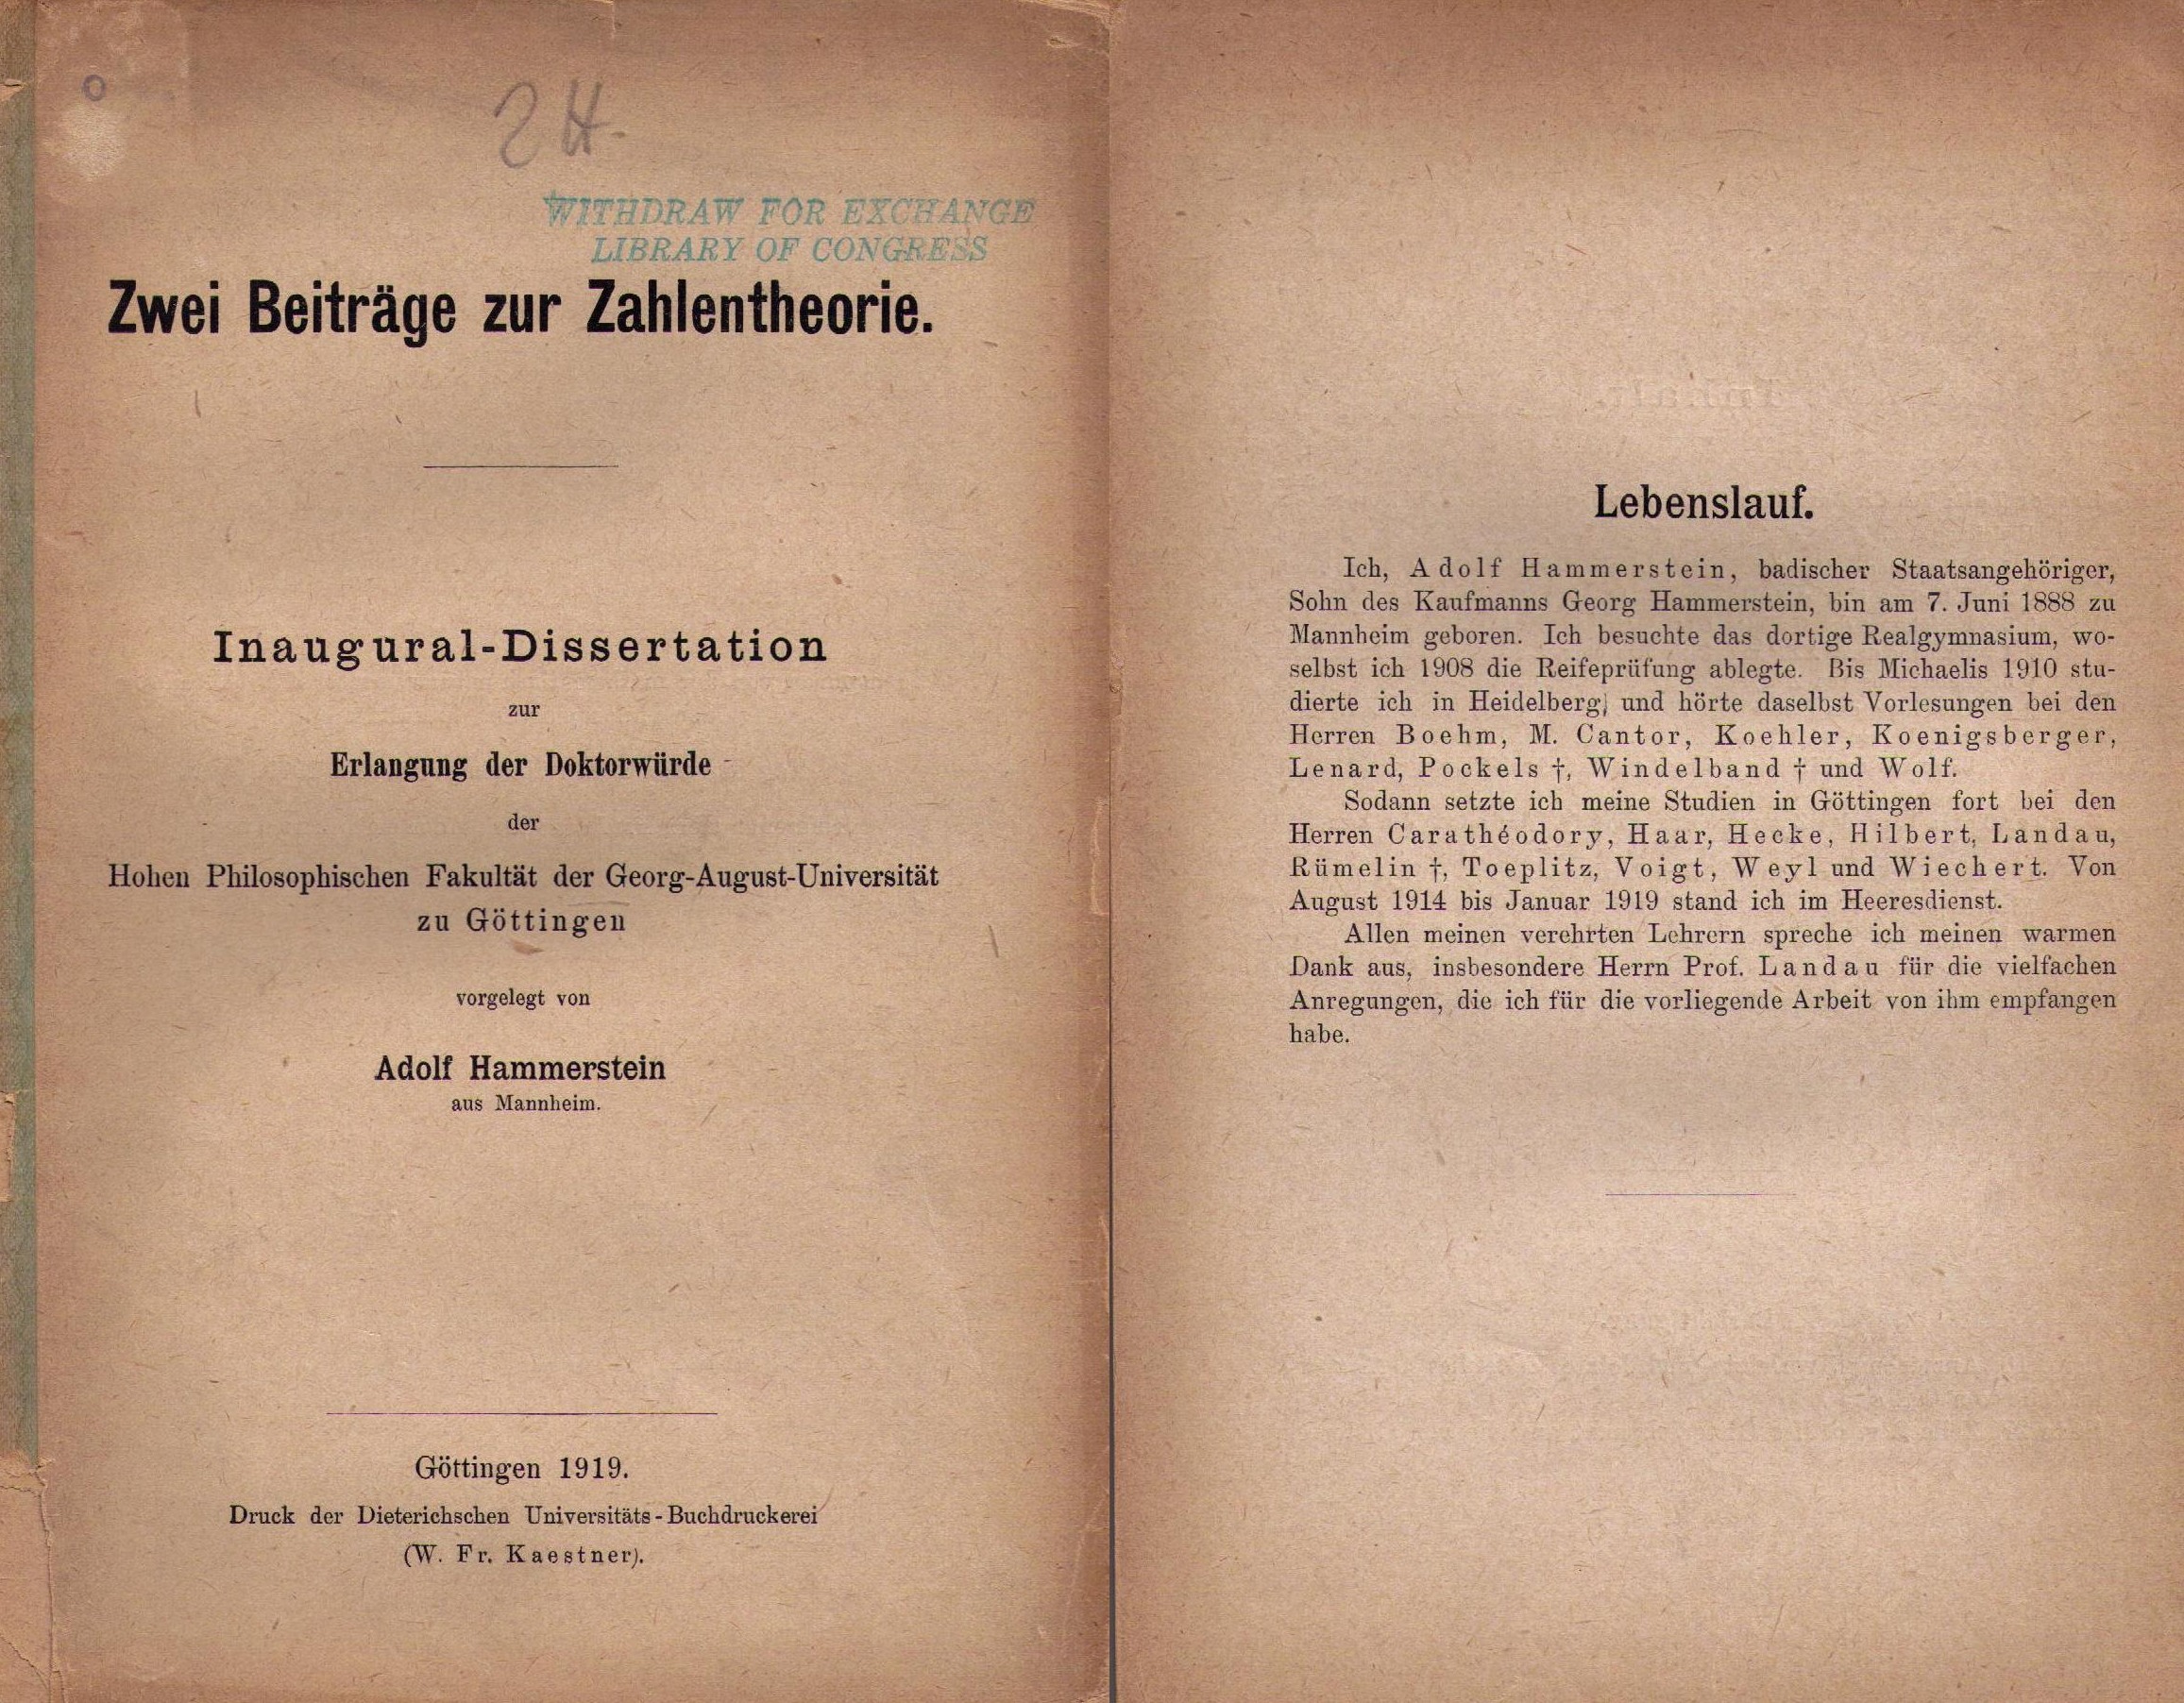 24
WITHDRAW FOR EXCHANGE
LIBRARY OF CONGRESS
Zwei Beiträge zur Zahlentheorie.
Inaugural-Dissertation
zur
Erlangung der Doktorwürde
der
Hohen Philosophischen Fakultät der Georg-August-Universität
zu Göttingen
vorgelegt von
Adolf Hammerstein
aus Mannheim.
Göttingen 1919.
Druck der Dieterichschen Universitäts-Buchdruckerei
(W. Fr. Kaestner).
Lebenslauf.
Ich, Adolf Hammerstein, badischer Staatsangehöriger,
Sohn des Kaufmanns Georg Hammerstein, bin am 7. Juni 1888 zu
Mannheim geboren. Ich besuchte das dortige Realgymnasium, wo-
selbst ich 1908 die Reifeprüfung ablegte. Bis Michaelis 1910 stu-
dierte ich in Heidelberg, und hörte daselbst Vorlesungen bei den
Herren Boehm, M. Cantor, Koehler, Koenigsberger,
Lenard, Pockels †, Windelband † und Wolf.
Sodann setzte ich meine Studien in Göttingen fort bei den
Herren Carathéodory, Haar, Hecke, Hilbert, Landau,
Rümelin †, Toeplitz, Voigt, Weyl und Wiechert. Von
August 1914 bis Januar 1919 stand ich im Heeresdienst.
Allen meinen verehrten Lehrern spreche ich meinen warmen
Dank aus, insbesondere Herrn Prof. Landau für die vielfachen
Anregungen, die ich für die vorliegende Arbeit von ihm empfangen
habe.